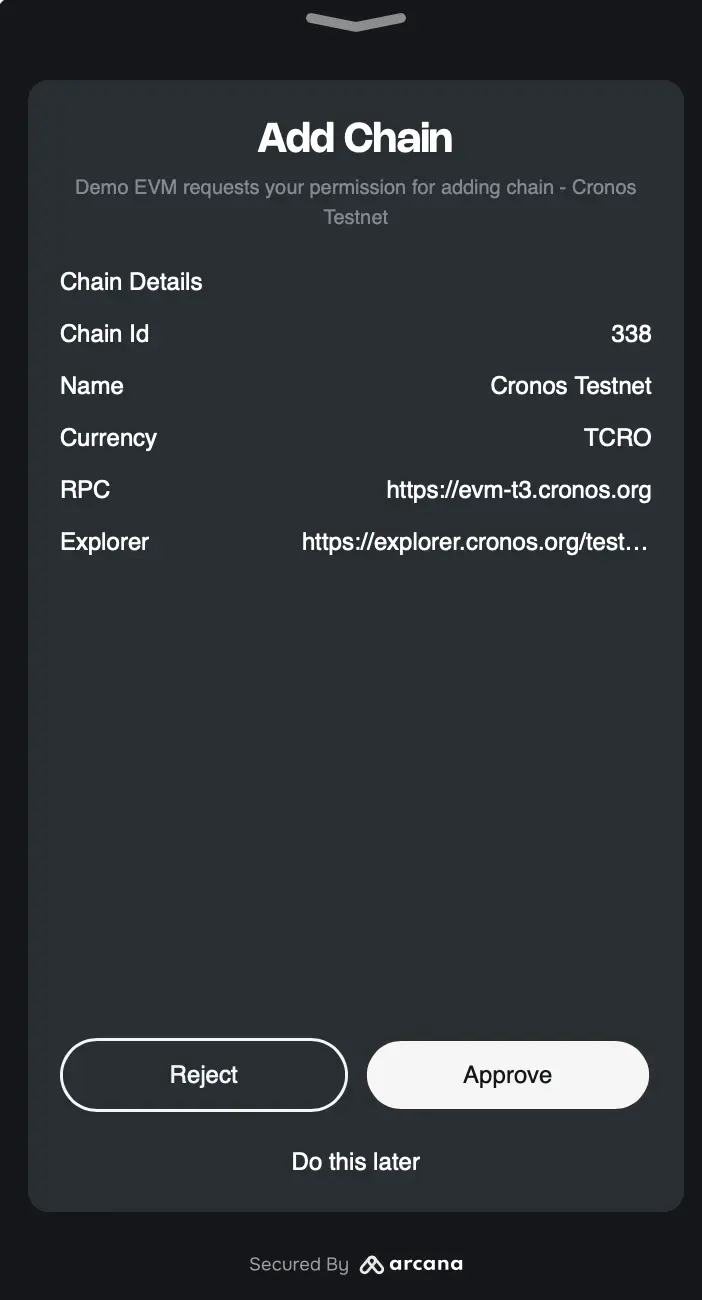 Add Chain
Demo EVM requests your permission for adding chain - Cronos
Testnet
Chain Details
Chain Id 338
Name Cronos Testnet
Currency TCRO
RPC https://evm-t3.cronos.org
Explorer https://explorer.cronos.org/test...
Reject Approve
Do this later
Secured By arcana